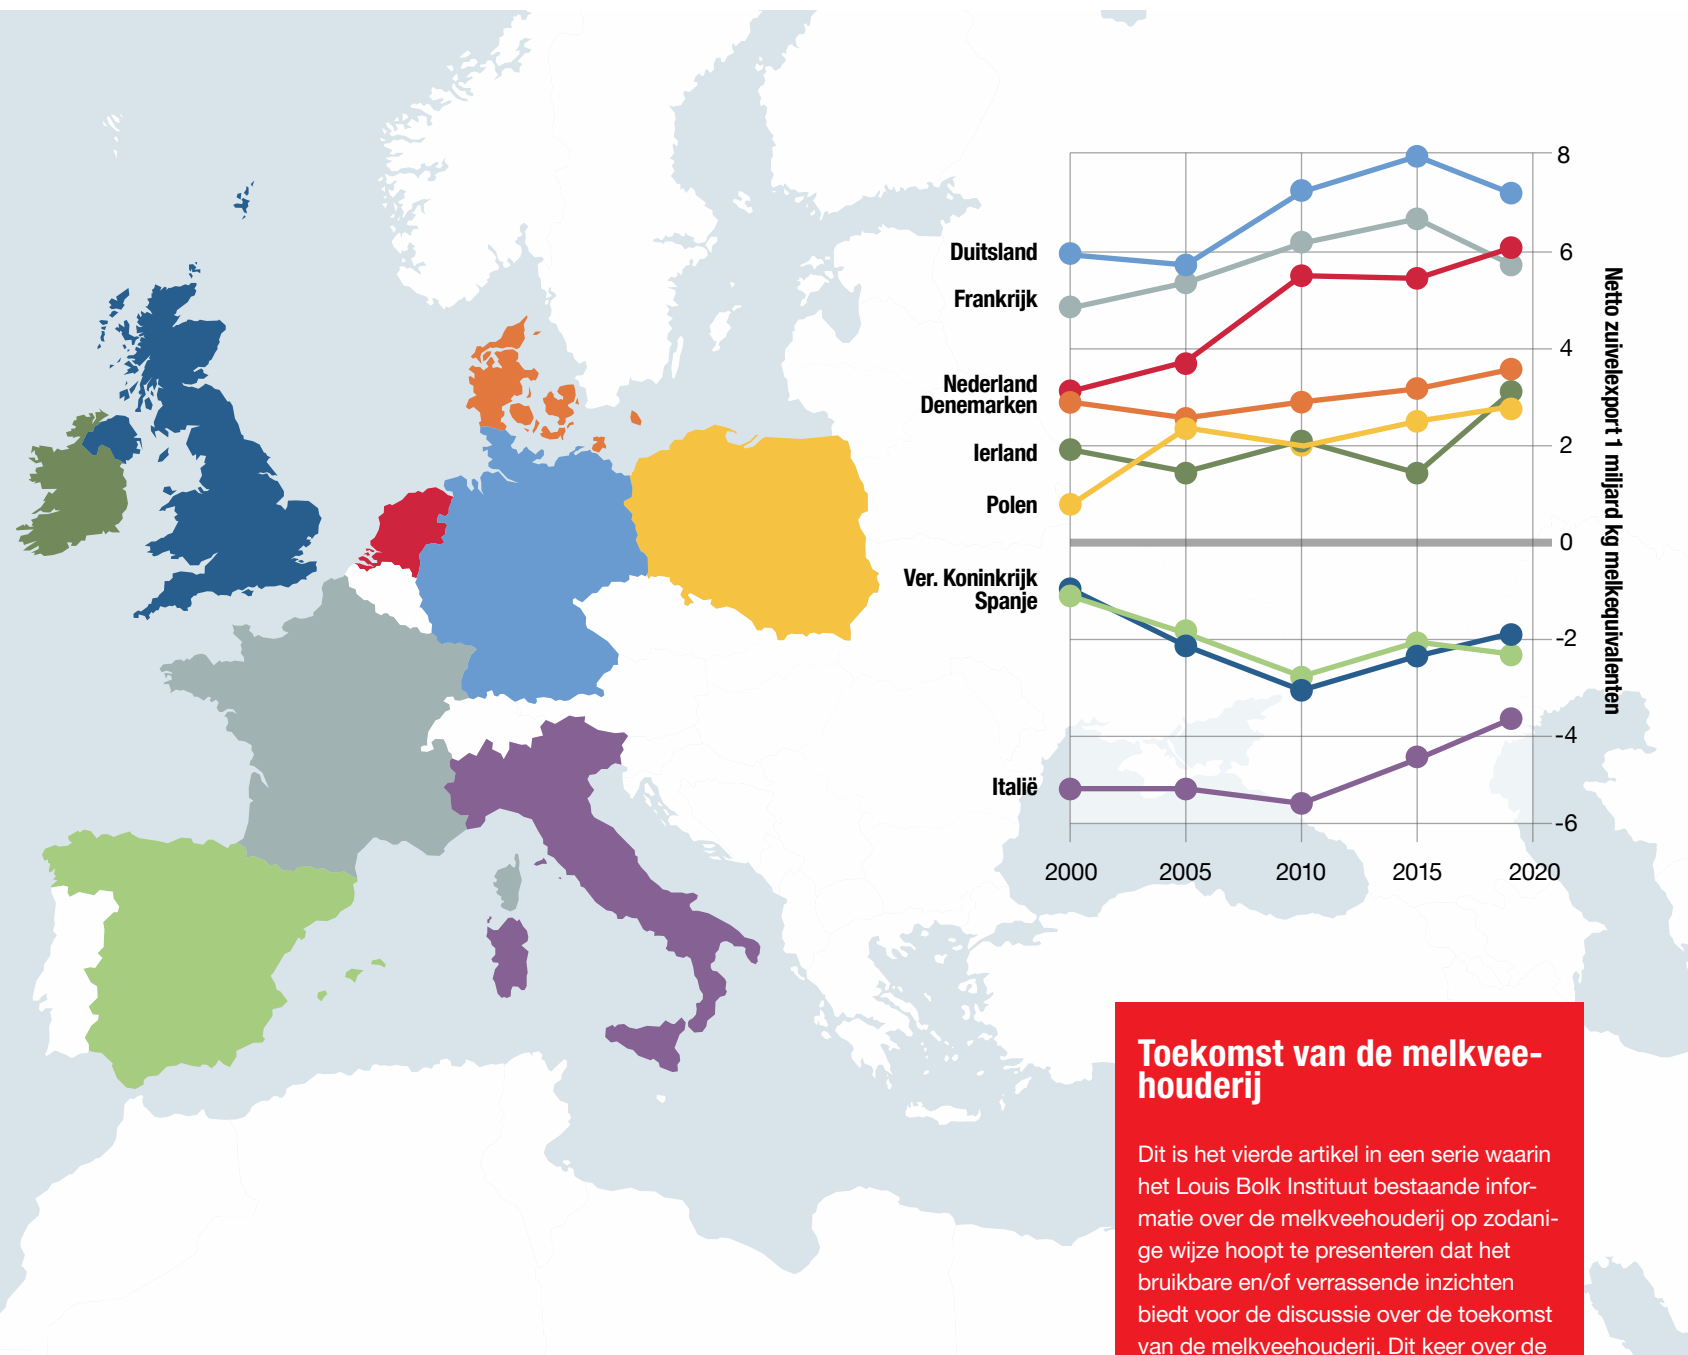 8
Duitsland
6
Frankrijk
4
Nederland
Denemarken
2
Ierland
Polen
0
Ver. Koninkrijk
Spanje
-2
-4
Italië
-6
2000 2005 2010 2015 2020
Netto zuivelexport 1 miljard kg melkequivalenten
Toekomst van de melkvee-
houderij
Dit is het vierde artikel in een serie waarin
het Louis Bolk Instituut bestaande infor-
matie over de melkveehouderij op zodani-
ge wijze hoopt te presenteren dat het
bruikbare en/of verrassende inzichten
biedt voor de discussie over de toekomst
van de melkveehouderij. Dit keer over de